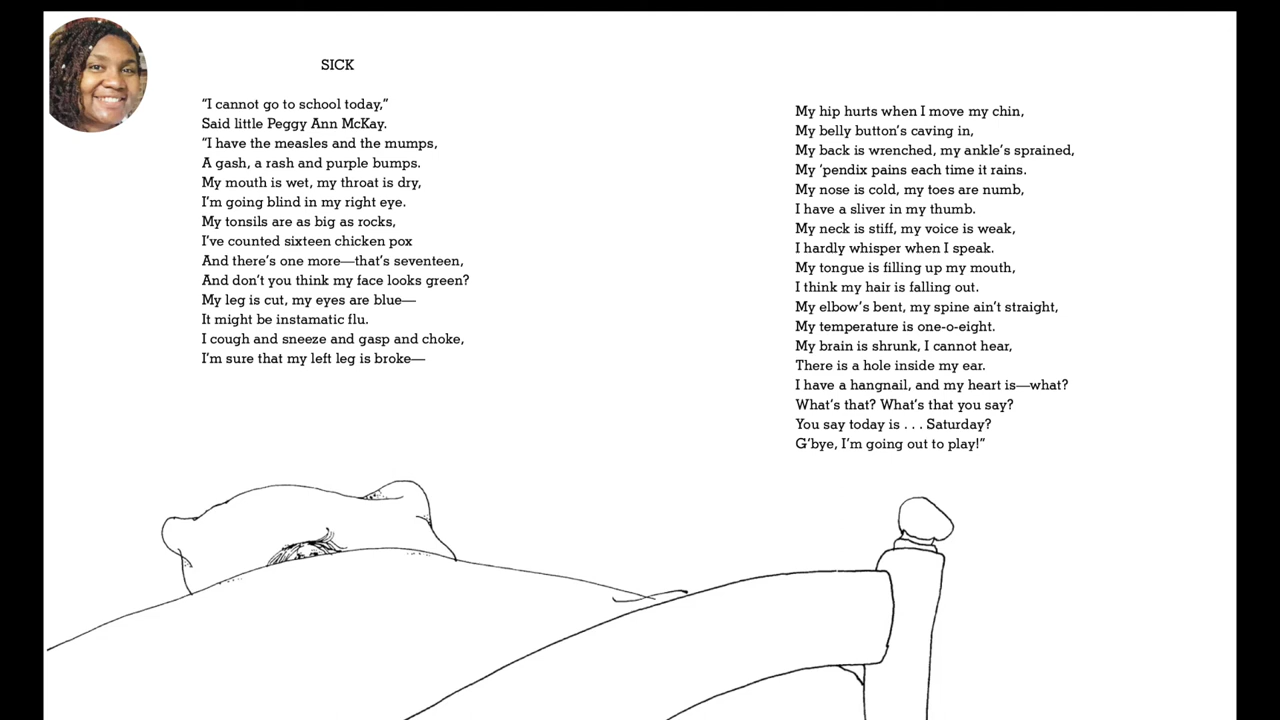 SICK
“I cannot go to school today,”
Said little Peggy Ann McKay.
“I have the measles and the mumps,
A gash, a rash and purple bumps.
My mouth is wet, my throat is dry,
I’m going blind in my right eye.
My tonsils are as big as rocks,
I’ve counted sixteen chicken pox
And there’s one more—that’s seventeen,
And don’t you think my face looks green?
My leg is cut, my eyes are blue—
It might be instamatic flu.
I cough and sneeze and gasp and choke,
I’m sure that my left leg is broke—
My hip hurts when I move my chin,
My belly button’s caving in,
My back is wrenched, my ankle’s sprained,
My ‘pendix pains each time it rains.
My nose is cold, my toes are numb,
I have a sliver in my thumb.
My neck is stiff, my voice is weak,
I hardly whisper when I speak.
My tongue is filling up my mouth,
I think my hair is falling out.
My elbow’s bent, my spine ain’t straight,
My temperature is one-o-eight.
My brain is shrunk, I cannot hear,
There is a hole inside my ear.
I have a hangnail, and my heart is—what?
What’s that? What’s that you say?
You say today is . . . Saturday?
G’bye, I’m going out to play!”